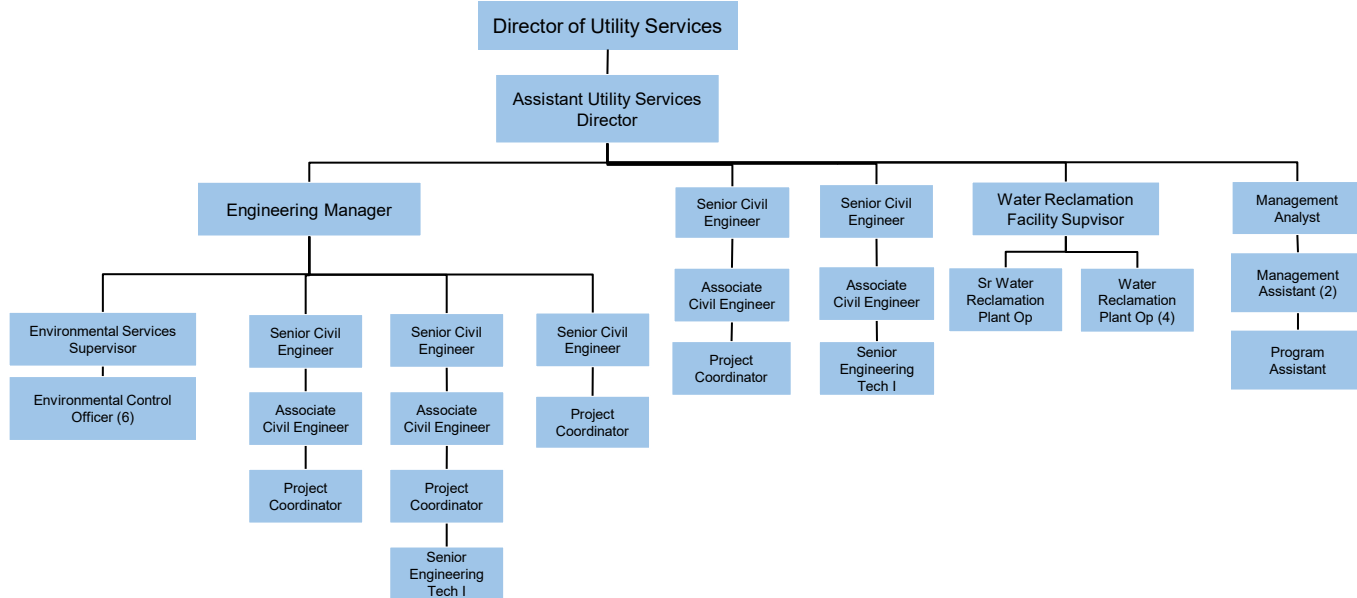 Director of Utility Services
Assistant Utility Services
Director
Engineering Manager
Senior Civil
Engineer
Senior Civil
Engineer
Water Reclamation
Facility Supvisor
Management
Analyst
Associate
Civil Engineer
Associate
Civil Engineer
Sr Water
Reclamation
Plant Op
Water
Reclamation
Plant Op (4)
Management
Assistant (2)
Environmental Services
Supervisor
Senior Civil
Engineer
Senior Civil
Engineer
Senior Civil
Engineer
Project
Coordinator
Senior
Engineering
Tech I
Program
Assistant
Environmental Control
Officer (6)
Associate
Civil Engineer
Associate
Civil Engineer
Project
Coordinator
Project
Coordinator
Project
Coordinator
Senior
Engineering
Tech I